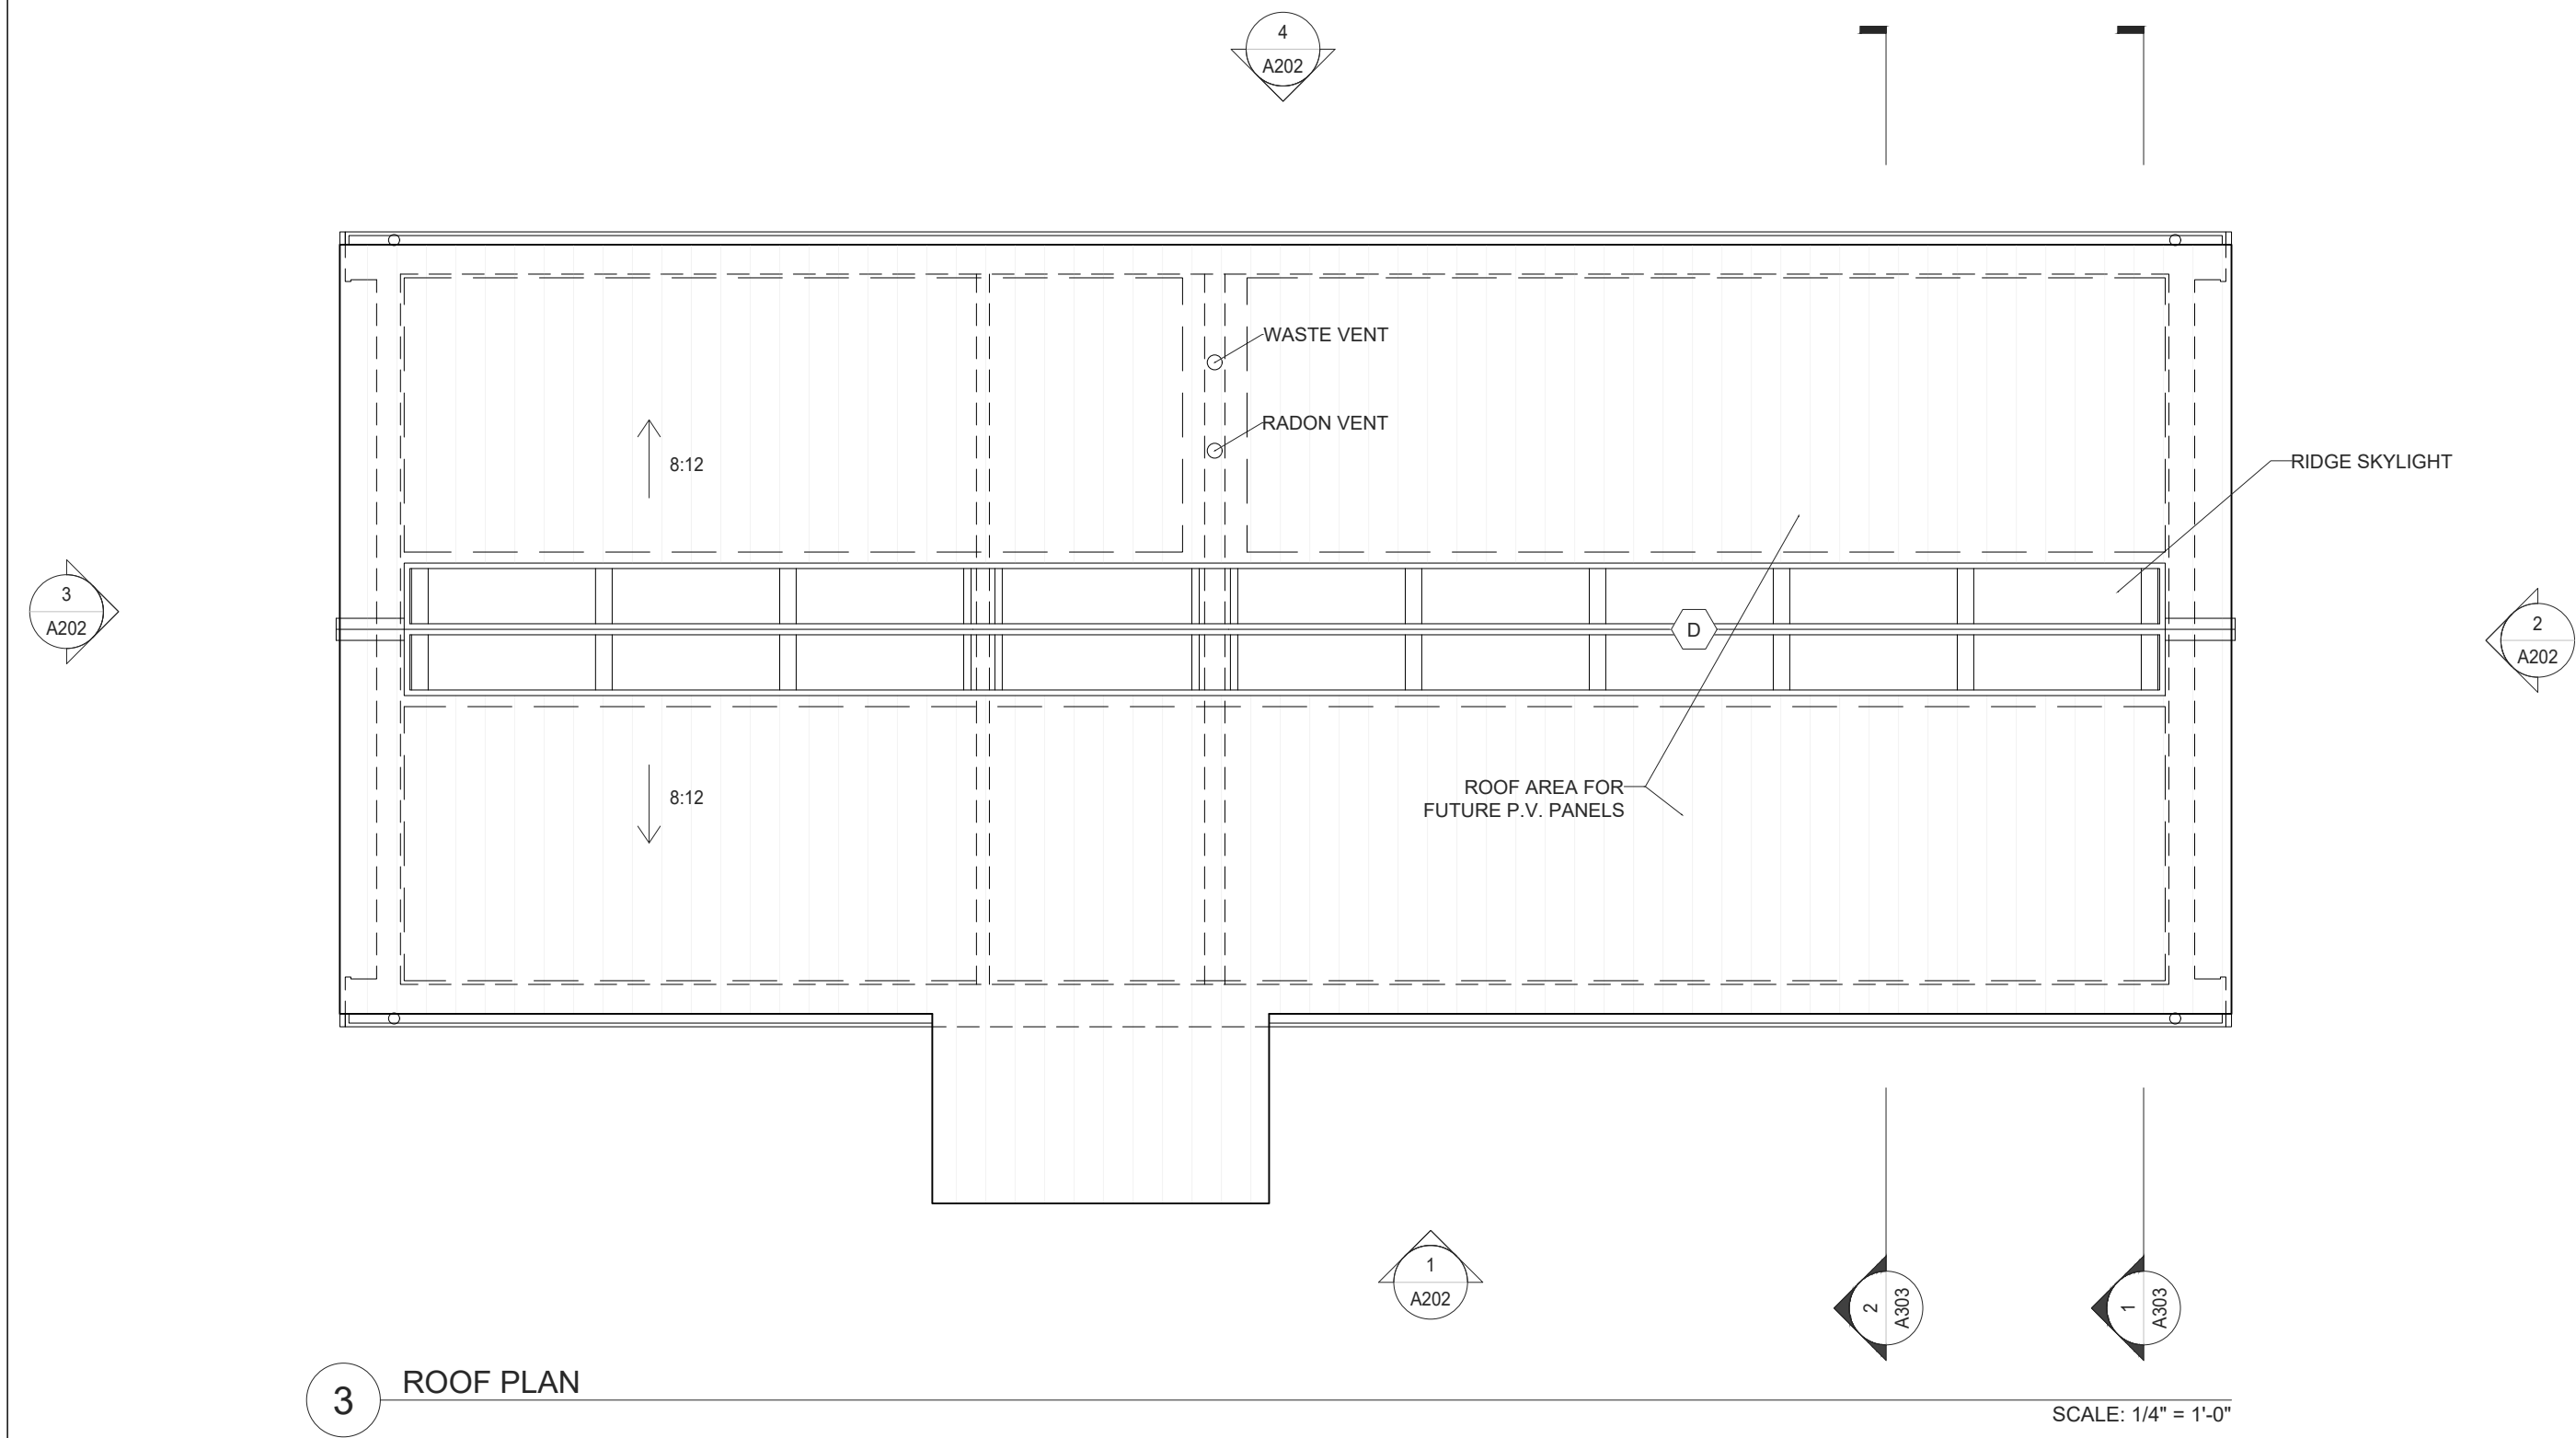 4
A202
WASTE VENT
RADON VENT
8:12
RIDGE SKYLIGHT
3
A202
D
2
A202
8:12
ROOF AREA FOR
FUTURE P.V. PANELS
1
A202
2
A303
1
A303
3
ROOF PLAN
SCALE: 1/4" = 1'-0"